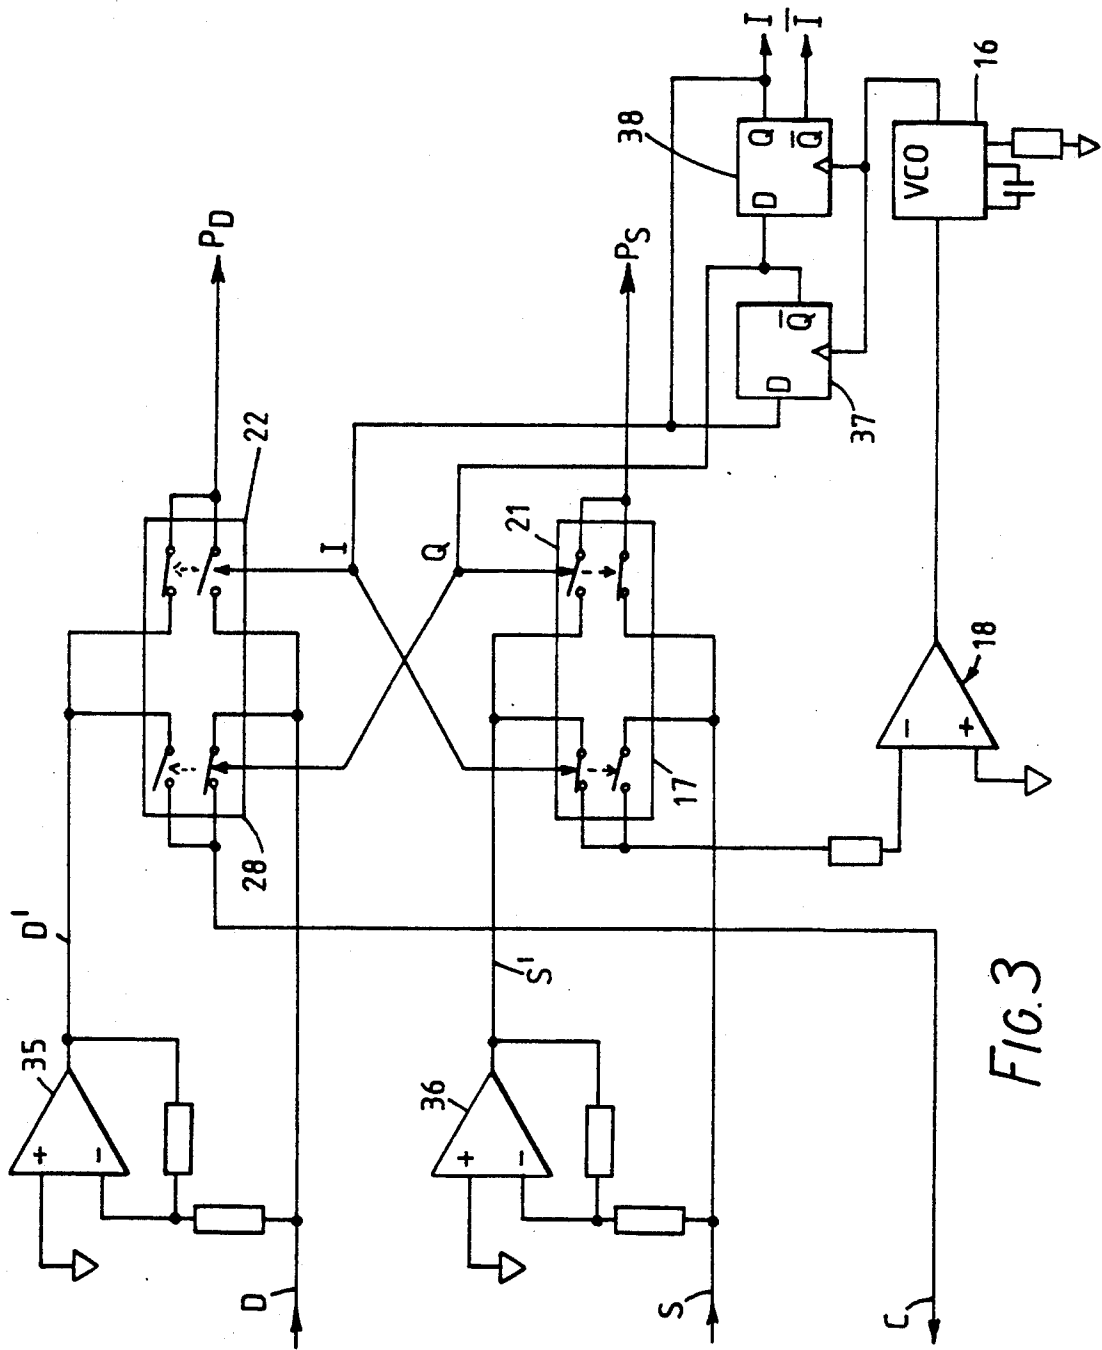 35
+
−
D'
D
28
22
P_D
I
Q
36
+
−
S'
S
17
21
P_S
C
18
−
+
37
D
Q̅
38
D
Q
Q̅
I
I̅
VCO
16
FIG. 3